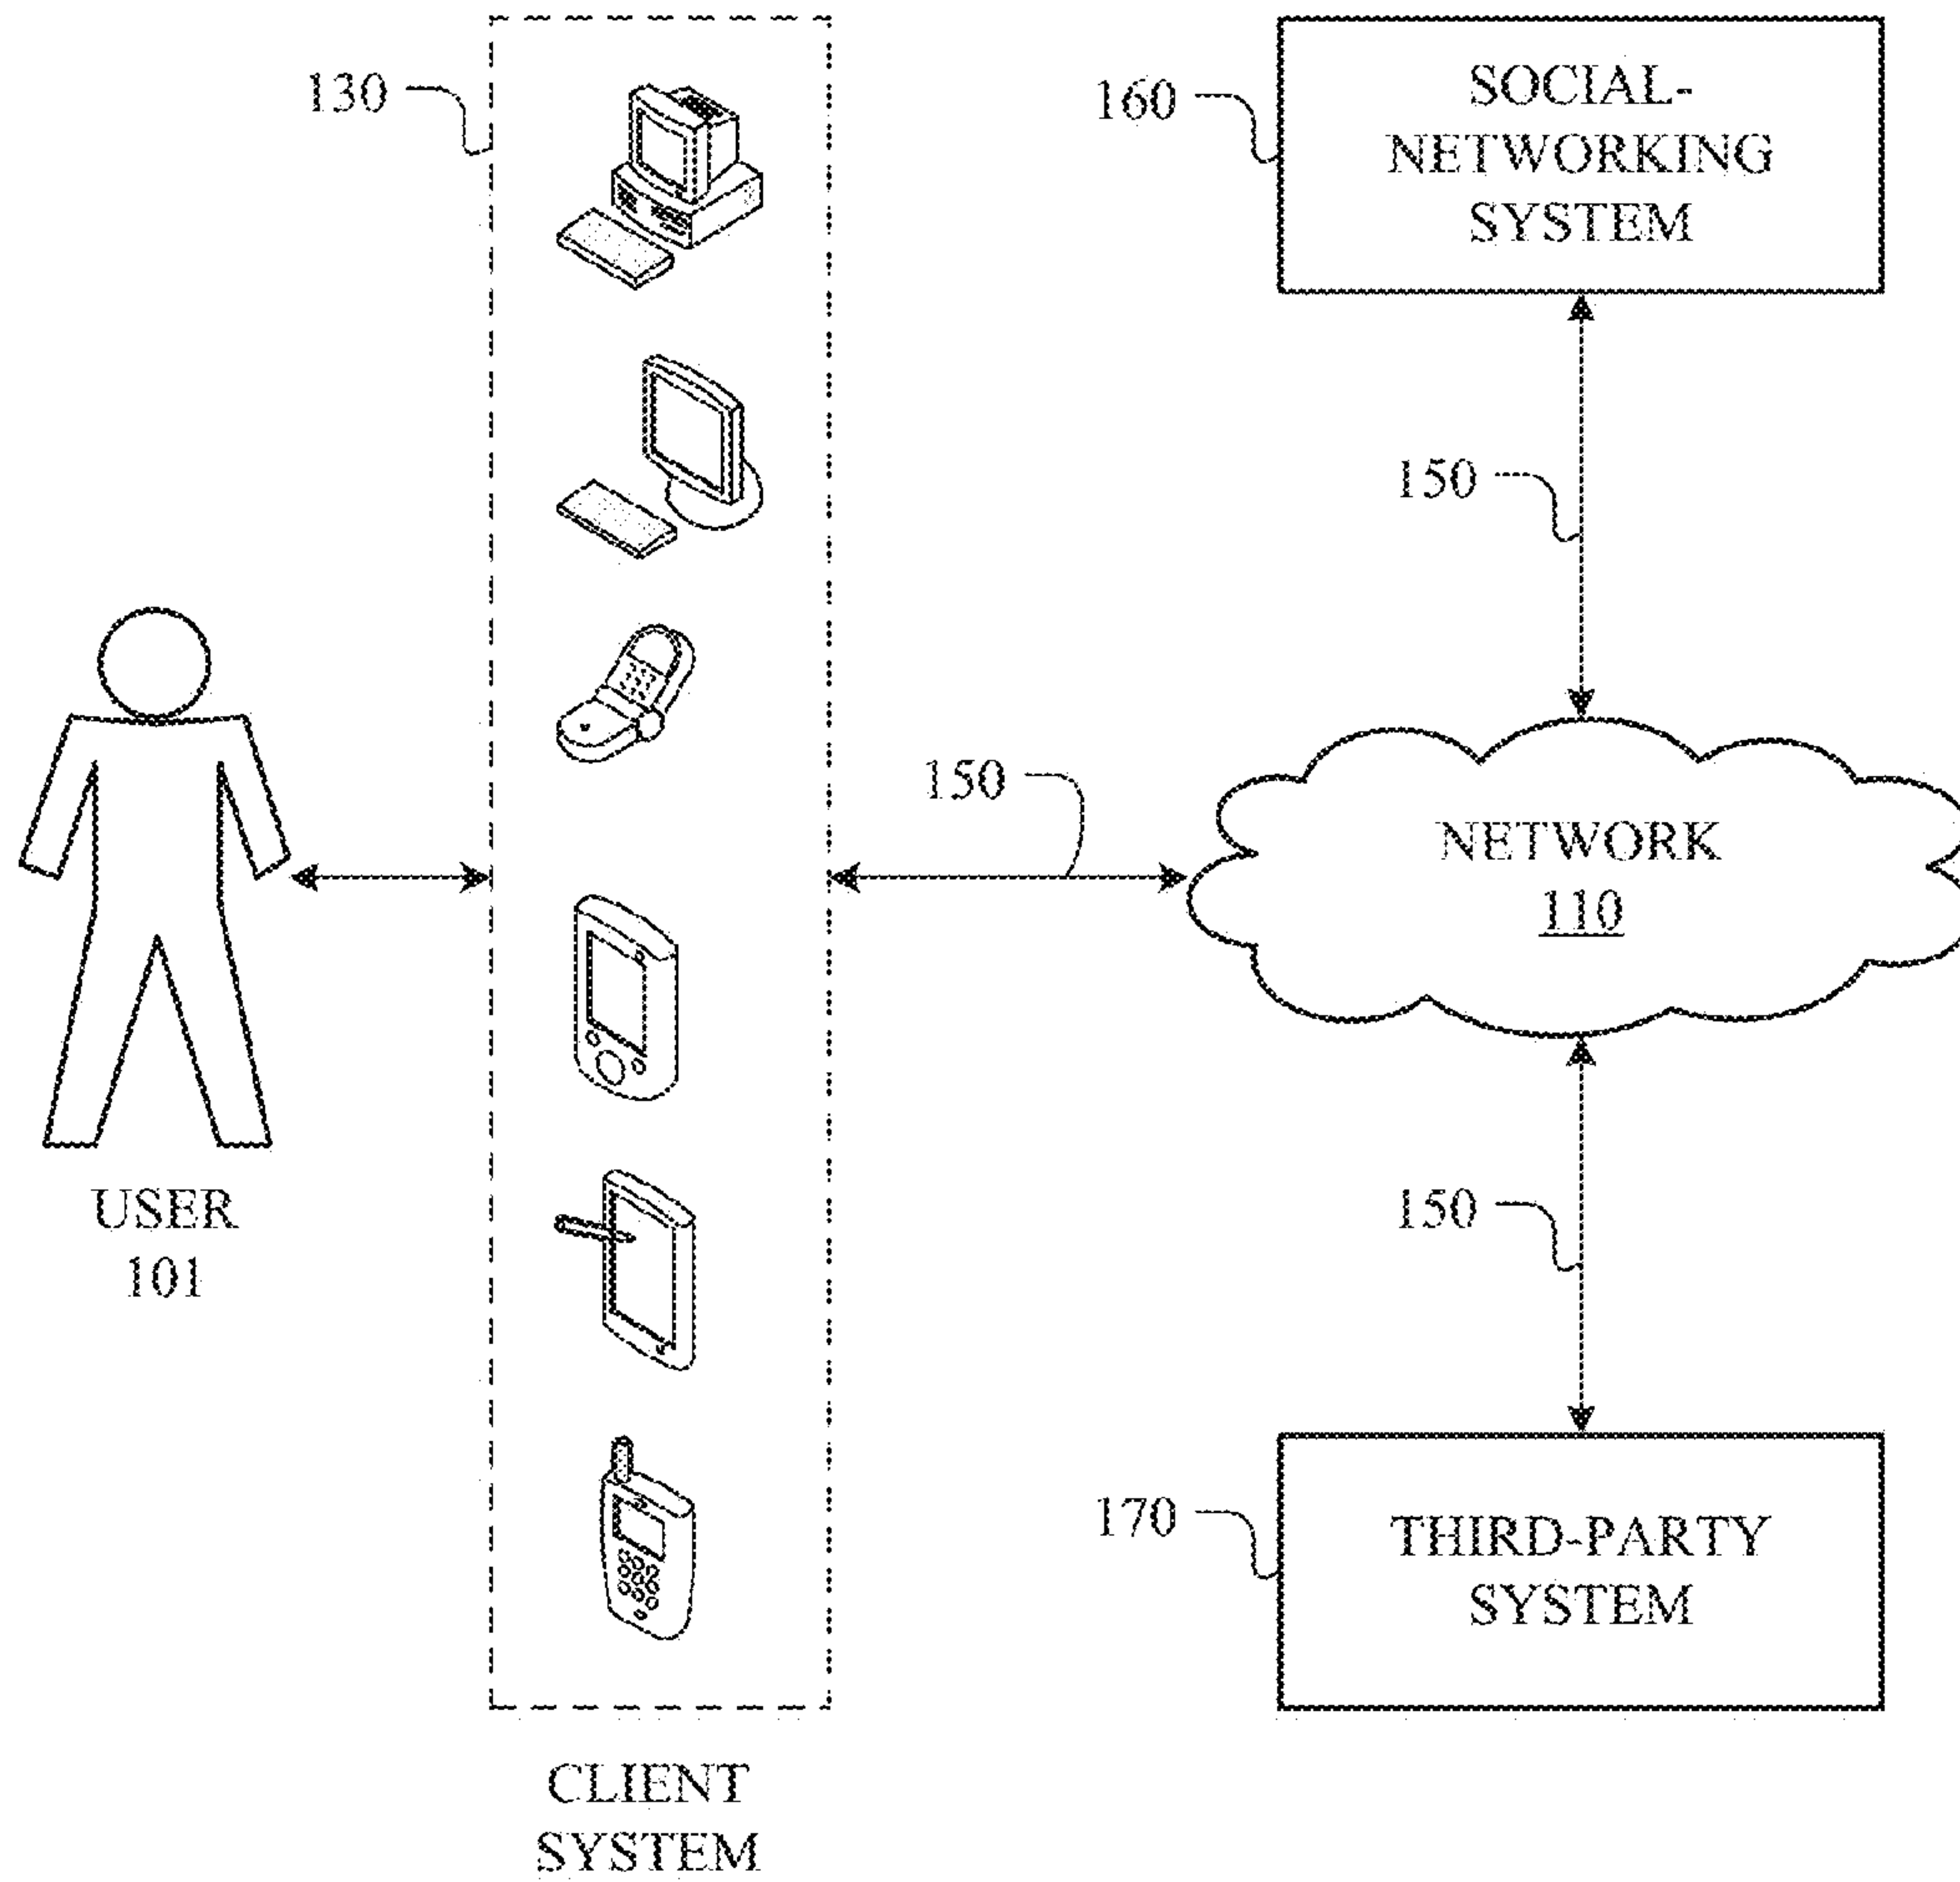 130
160
SOCIAL-
NETWORKING
SYSTEM
150
150
NETWORK
110
USER
101
150
170
THIRD-PARTY
SYSTEM
CLIENT
SYSTEM